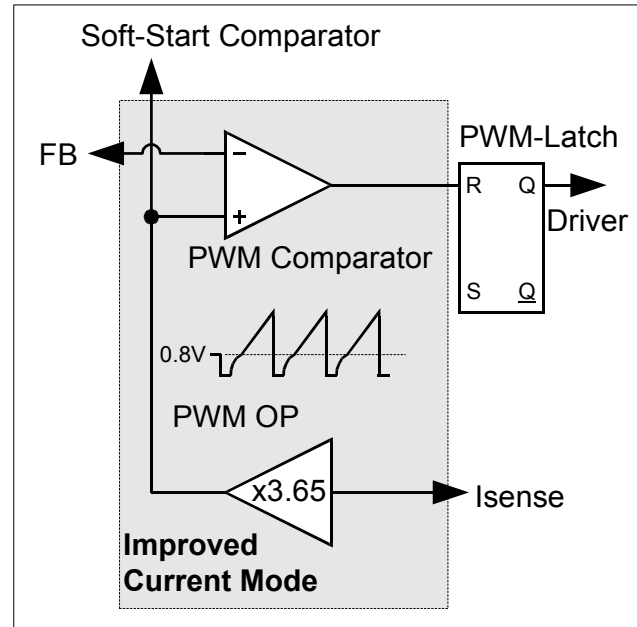 Soft-Start Comparator
FB
PWM-Latch
−
+
R Q
Driver
PWM Comparator
S Q
0.8V
PWM OP
x3.65
Isense
Improved
Current Mode